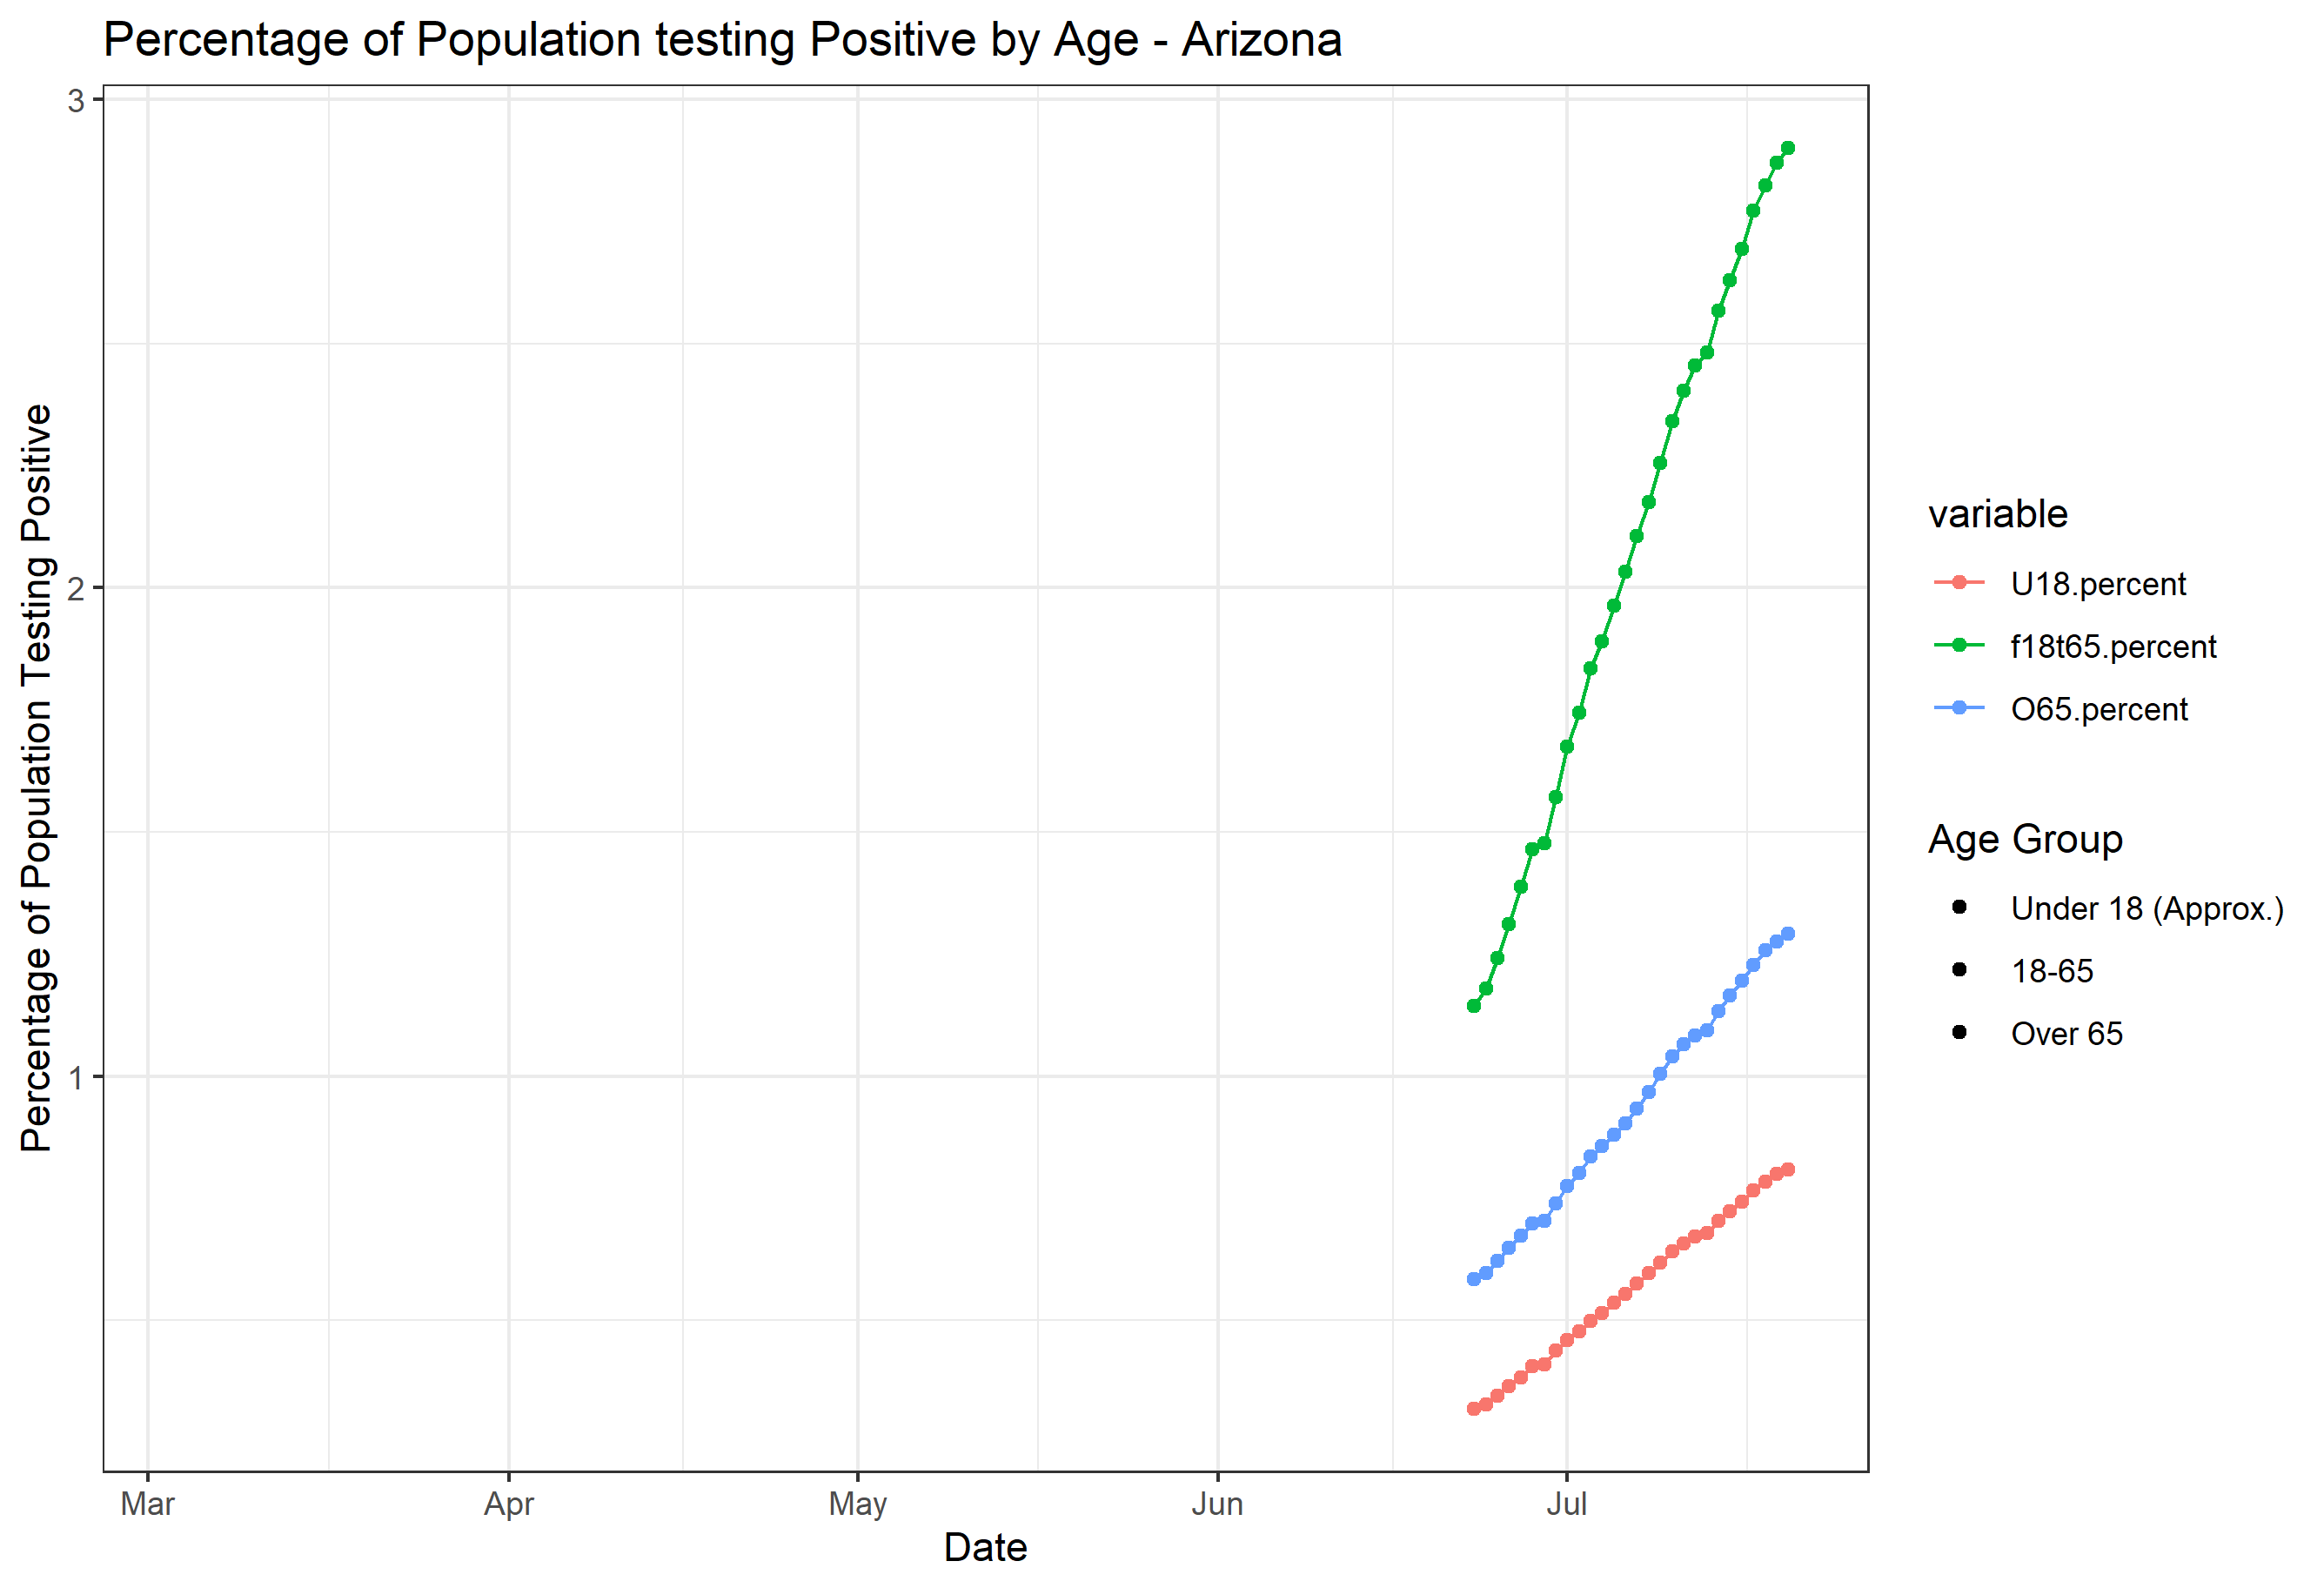 Percentage of Population testing Positive by Age - Arizona
Percentage of Population Testing Positive
3
2
1
Mar Apr May Jun Jul
Date
variable
U18.percent
f18t65.percent
O65.percent
Age Group
Under 18 (Approx.)
18-65
Over 65